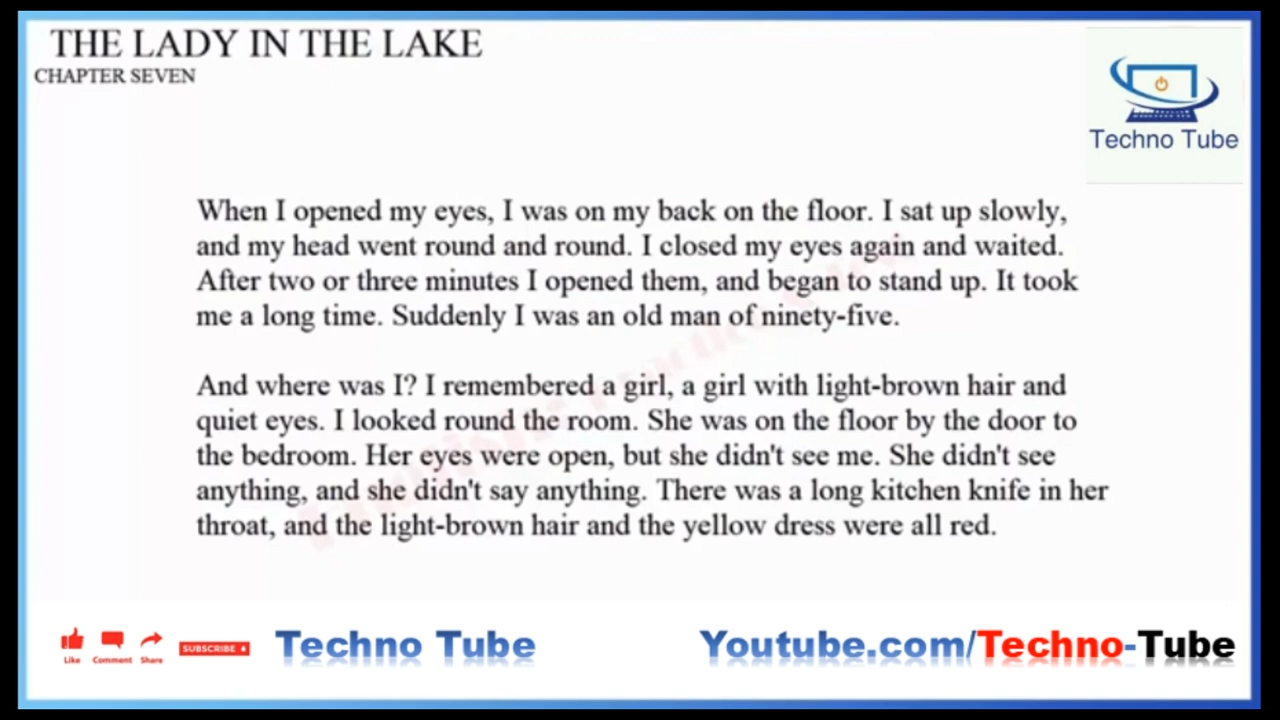 THE LADY IN THE LAKE
CHAPTER SEVEN
Techno Tube
When I opened my eyes, I was on my back on the floor. I sat up slowly,
and my head went round and round. I closed my eyes again and waited.
After two or three minutes I opened them, and began to stand up. It took
me a long time. Suddenly I was an old man of ninety-five.
And where was I? I remembered a girl, a girl with light-brown hair and
quiet eyes. I looked round the room. She was on the floor by the door to
the bedroom. Her eyes were open, but she didn't see me. She didn't see
anything, and she didn't say anything. There was a long kitchen knife in her
throat, and the light-brown hair and the yellow dress were all red.
Like
Comment
Share
SUBSCRIBE
Techno Tube
Youtube.com/Techno-Tube